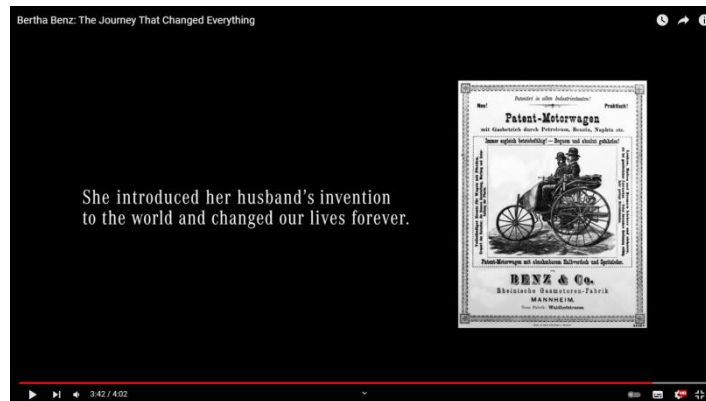 Bertha Benz: The Journey That Changed Everything
Patentirt in allen Industriestaaten!
Neu!
Praktisch!
Patent-Motorwagen
mit Gasbetrieb durch Petroleum, Benzin, Naphta etc.
Immer sogleich betriebsfähig! — Bequem und absolut gefahrlos!
She introduced her husband's invention
to the world and changed our lives forever.
Patent-Motorwagen mit abnehmbarem Halbverdeck und Spritzleder.
BENZ & Co.
Rheinische Gasmotoren-Fabrik
MANNHEIM.
3:42 / 4:02